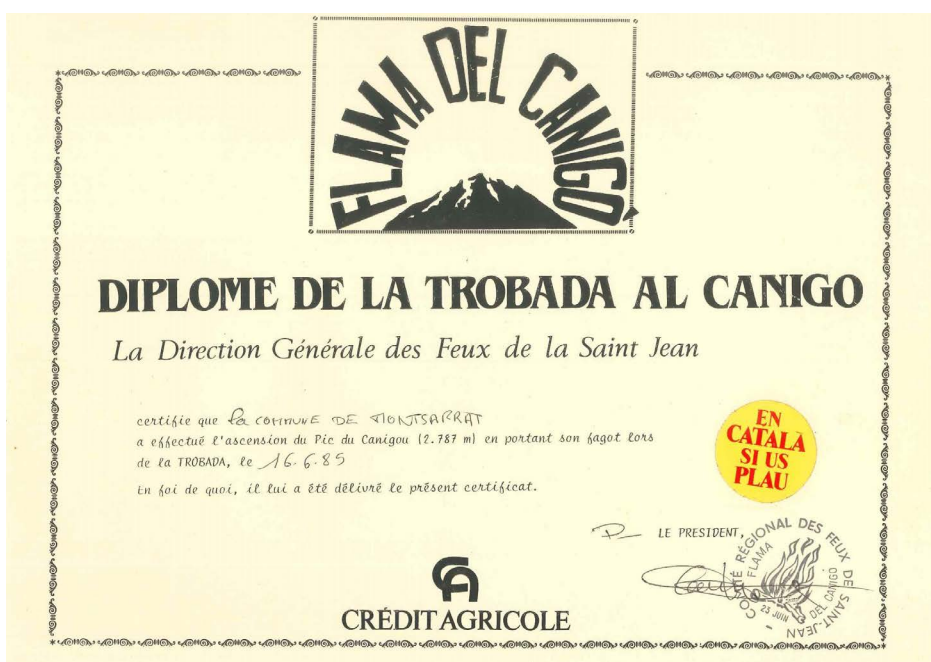 FLAMA DEL CANIGÓ
DIPLOME DE LA TROBADA AL CANIGO
La Direction Générale des Feux de la Saint Jean
certifie que La COMMUNE DE MONTSARRAT
a effectué l'ascension du Pic du Canigou (2.787 m) en portant son fagot lors
de la TROBADA, le 16.6.85
En foi de quoi, il lui a été délivré le présent certificat.
EN
CATALÀ
SI US
PLAU
LE PRESIDENT,
COMITÉ RÉGIONAL DES FEUX DE SAINT-JEAN
FLAMA DEL CANIGO
23 JUIN
CA
CRÉDIT AGRICOLE